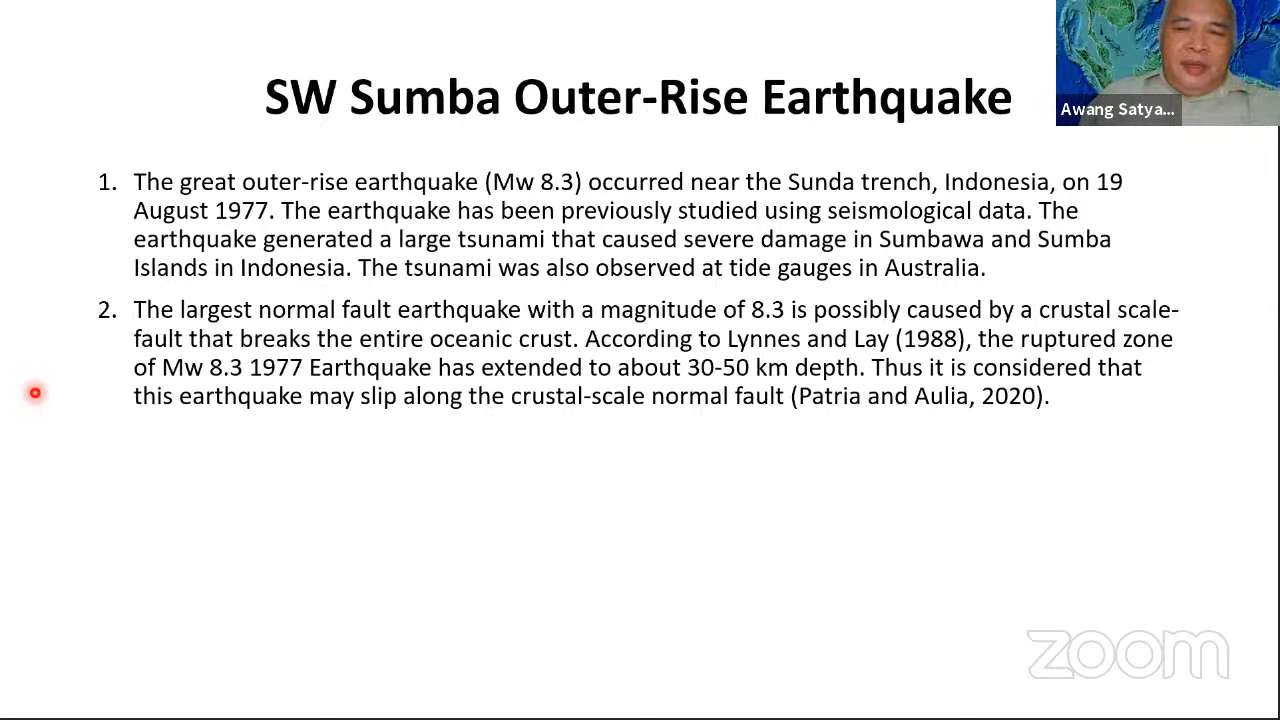 SW Sumba Outer-Rise Earthquake
Awang Satya...
1. The great outer-rise earthquake (Mw 8.3) occurred near the Sunda trench, Indonesia, on 19
August 1977. The earthquake has been previously studied using seismological data. The
earthquake generated a large tsunami that caused severe damage in Sumbawa and Sumba
Islands in Indonesia. The tsunami was also observed at tide gauges in Australia.
2. The largest normal fault earthquake with a magnitude of 8.3 is possibly caused by a crustal scale-
fault that breaks the entire oceanic crust. According to Lynnes and Lay (1988), the ruptured zone
of Mw 8.3 1977 Earthquake has extended to about 30-50 km depth. Thus it is considered that
this earthquake may slip along the crustal-scale normal fault (Patria and Aulia, 2020).
zoom